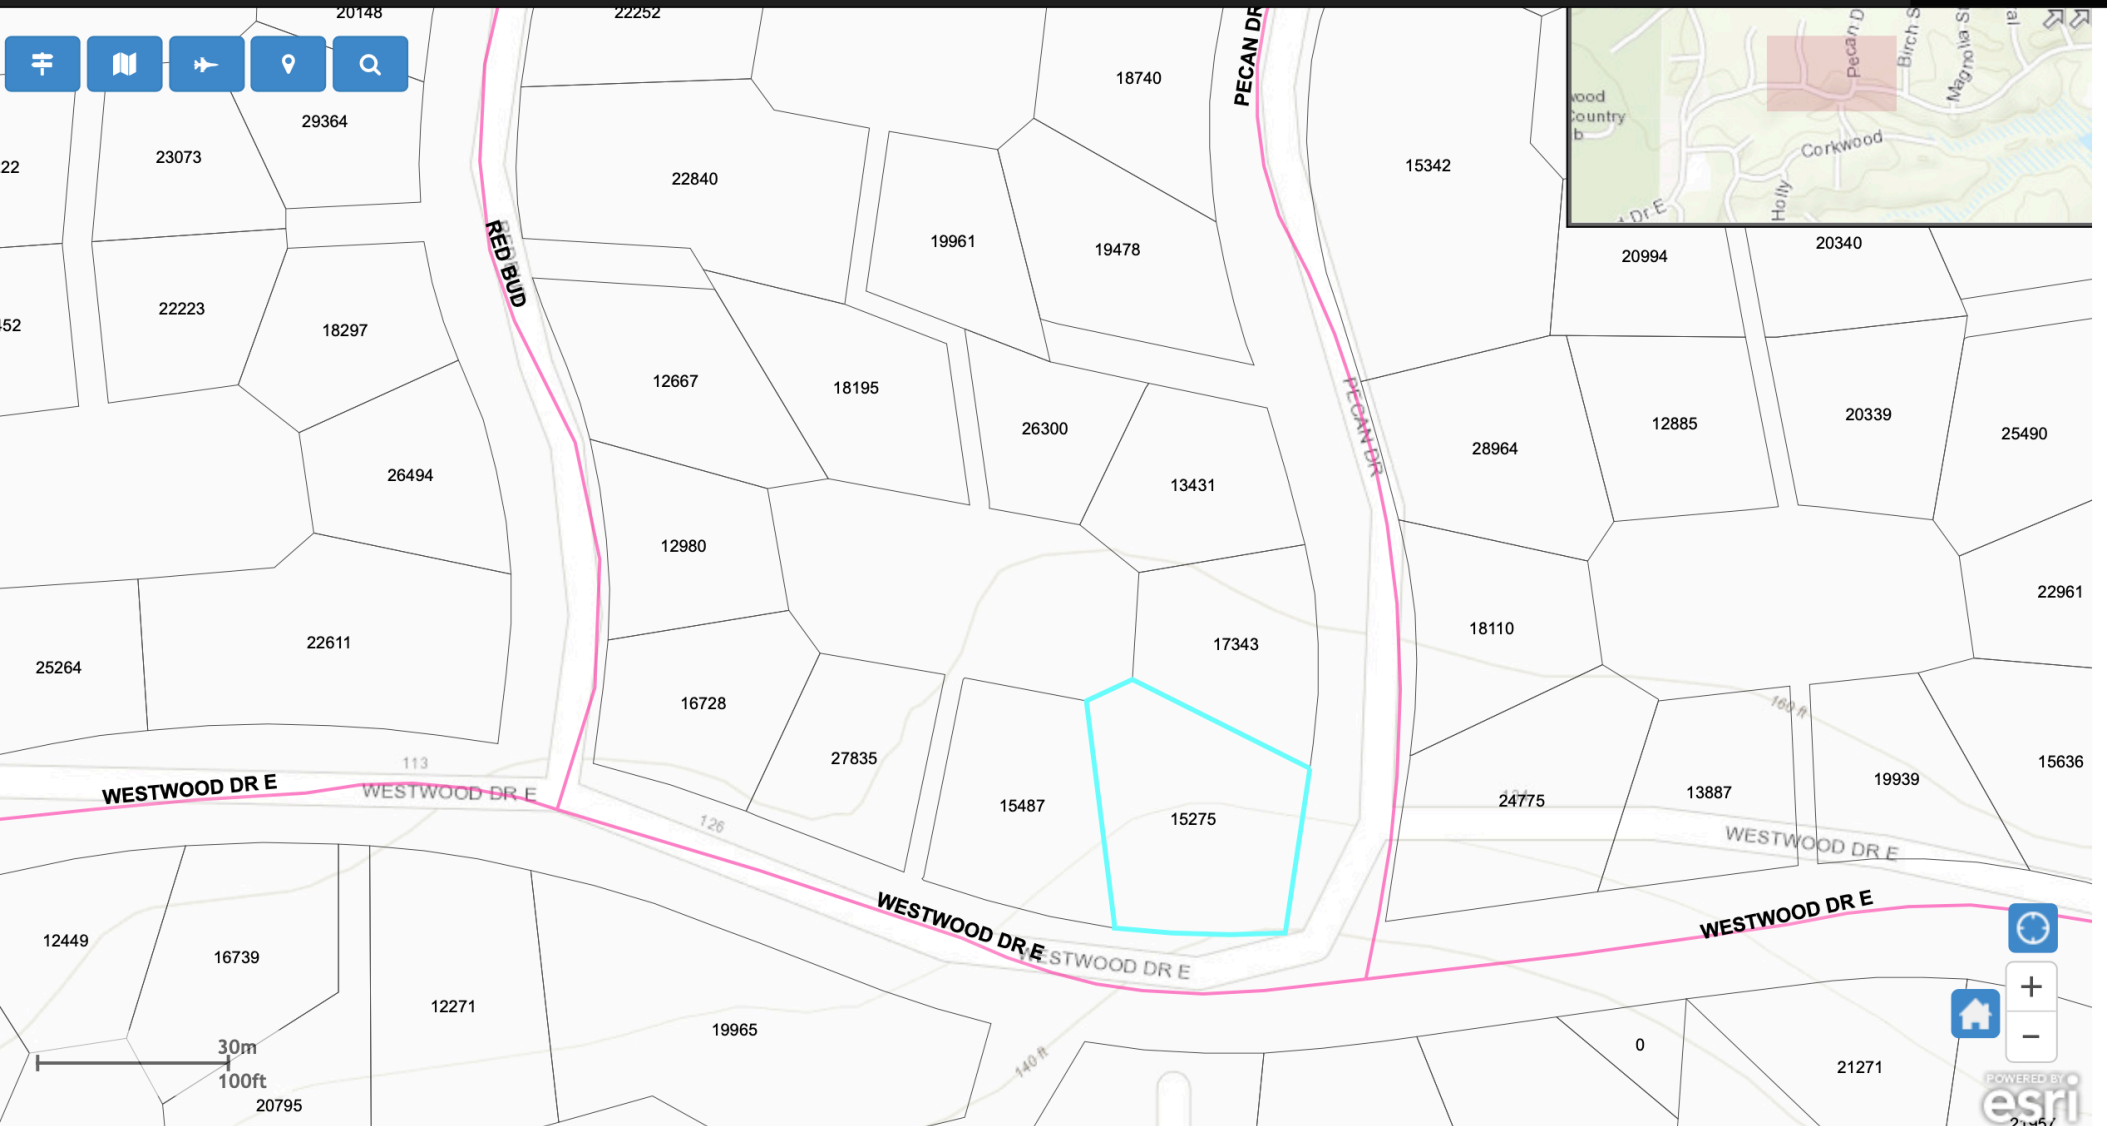 20148
22252
PECAN DR
18740
Pecan D
Birch S
Magnolia S
al
wood
Country
b
Corkwood
Holly
Dr E
29364
23073
22
15342
22840
19961
19478
RED BUD
20994
20340
22223
18297
452
12667
18195
26300
PECAN DR
28964
12885
20339
25490
26494
13431
12980
22961
17343
18110
22611
25264
16728
160 ft
27835
15487
15275
24775
13887
19939
15636
113
WESTWOOD DR E
WESTWOOD DR E
126
WESTWOOD DR E
WESTWOOD DR E
WESTWOOD DR E
WESTWOOD DR E
12449
16739
12271
19965
140 ft
0
21271
30m
100ft
20795
+
−
POWERED BY
esri